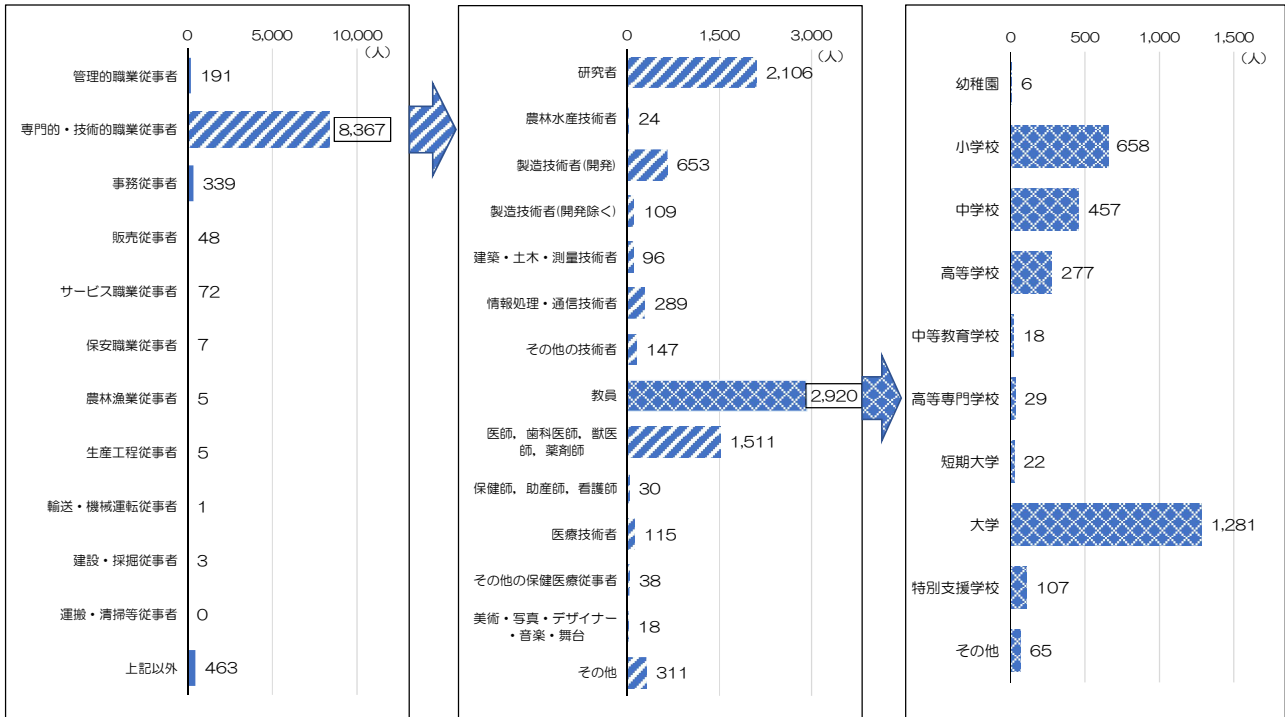 0 5,000 10,000
(人)
管理的職業従事者 191
専門的・技術的職業従事者 8,367
事務従事者 339
販売従事者 48
サービス職業従事者 72
保安職業従事者 7
農林漁業従事者 5
生産工程従事者 5
輸送・機械運転従事者 1
建設・採掘従事者 3
運搬・清掃等従事者 0
上記以外 463
0 1,500 3,000
(人)
研究者 2,106
農林水産技術者 24
製造技術者(開発) 653
製造技術者(開発除く) 109
建築・土木・測量技術者 96
情報処理・通信技術者 289
その他の技術者 147
教員 2,920
医師，歯科医師，獣医
師，薬剤師 1,511
保健師，助産師，看護師 30
医療技術者 115
その他の保健医療従事者 38
美術・写真・デザイナー
・音楽・舞台 18
その他 311
0 500 1,000 1,500
(人)
幼稚園 6
小学校 658
中学校 457
高等学校 277
中等教育学校 18
高等専門学校 29
短期大学 22
大学 1,281
特別支援学校 107
その他 65